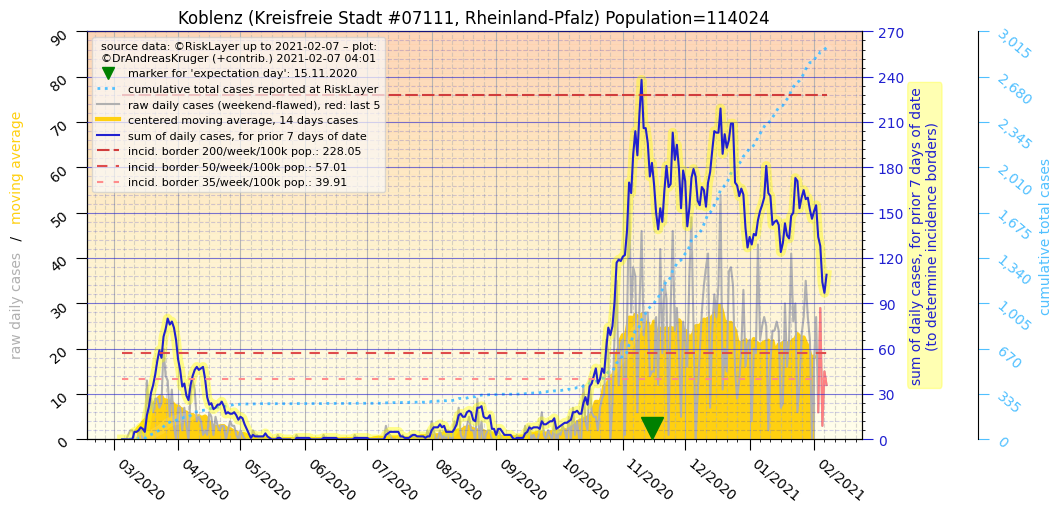 Koblenz (Kreisfreie Stadt #07111, Rheinland-Pfalz) Population=114024
source data: ©RiskLayer up to 2021-02-07 – plot:
©DrAndreasKruger (+contrib.) 2021-02-07 04:01
marker for 'expectation day': 15.11.2020
cumulative total cases reported at RiskLayer
raw daily cases (weekend-flawed), red: last 5
centered moving average, 14 days cases
sum of daily cases, for prior 7 days of date
incid. border 200/week/100k pop.: 228.05
incid. border 50/week/100k pop.: 57.01
incid. border 35/week/100k pop.: 39.91
raw daily cases / moving average
90
80
70
60
50
40
30
20
10
0
03/2020
04/2020
05/2020
06/2020
07/2020
08/2020
09/2020
10/2020
11/2020
12/2020
01/2021
02/2021
270
240
210
180
150
120
90
60
30
0
sum of daily cases, for prior 7 days of date
(to determine incidence borders)
3,015
2,680
2,345
2,010
1,675
1,340
1,005
670
335
0
cumulative total cases